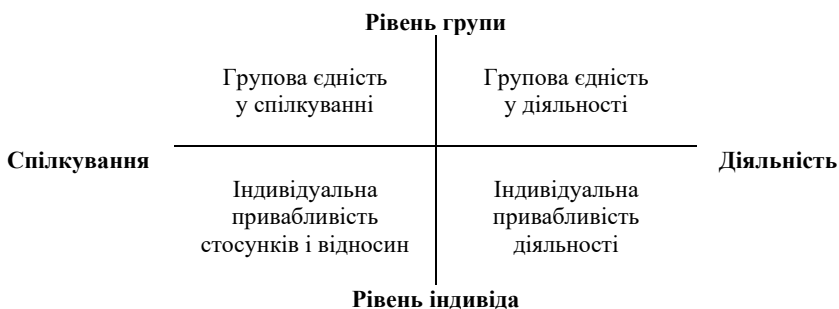 Рівень групи
Групова єдність
у спілкуванні
Групова єдність
у діяльності
Спілкування
Діяльність
Індивідуальна
привабливість
стосунків і відносин
Індивідуальна
привабливість
діяльності
Рівень індивіда